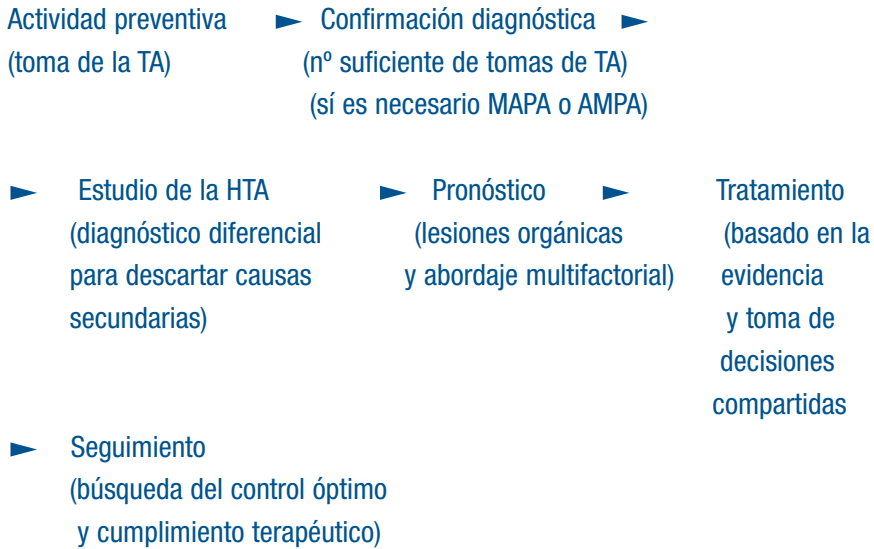 Actividad preventiva ► Confirmación diagnóstica ►
(toma de la TA) (nº suficiente de tomas de TA)
(sí es necesario MAPA o AMPA)
► Estudio de la HTA ► Pronóstico ► Tratamiento
(diagnóstico diferencial (lesiones orgánicas (basado en la
para descartar causas y abordaje multifactorial) evidencia
secundarias) y toma de
decisiones
compartidas
► Seguimiento
(búsqueda del control óptimo
y cumplimiento terapéutico)